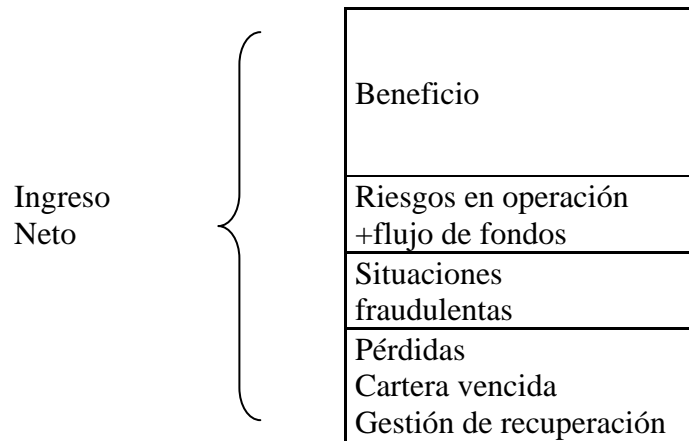 Ingreso
Neto
Beneficio
Riesgos en operación
+flujo de fondos
Situaciones
fraudulentas
Pérdidas
Cartera vencida
Gestión de recuperación